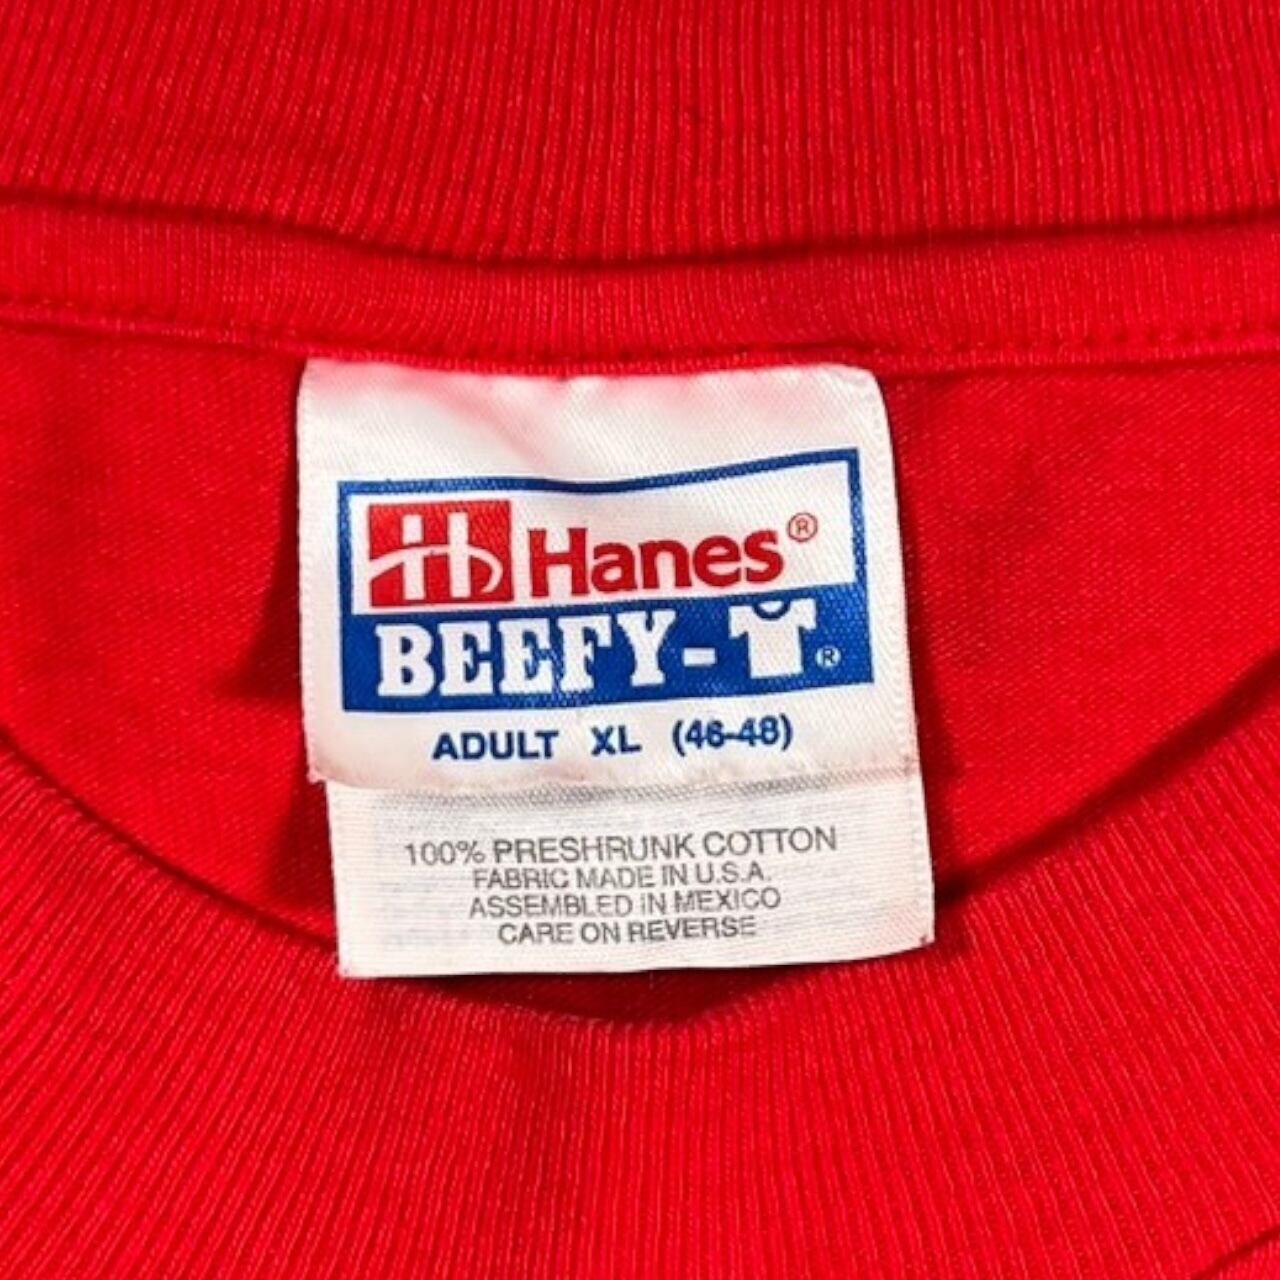 H Hanes®
BEEFY-T®
ADULT XL (46-48)
100% PRESHRUNK COTTON
FABRIC MADE IN U.S.A.
ASSEMBLED IN MEXICO
CARE ON REVERSE